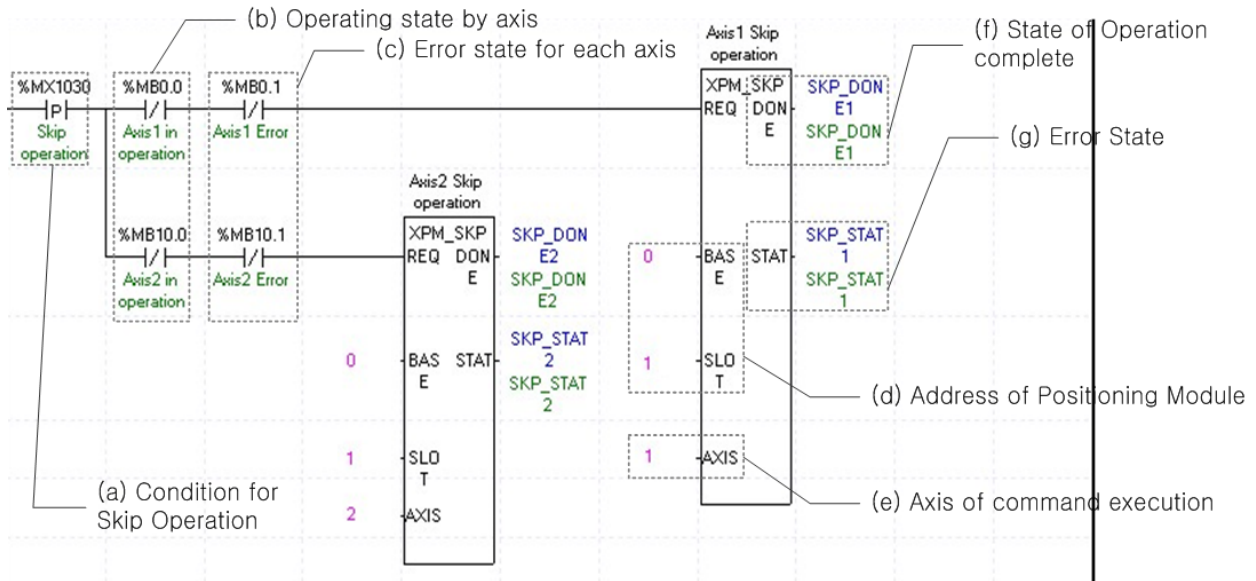 (b) Operating state by axis
(c) Error state for each axis
Axis1 Skip
operation
(f) State of Operation
complete
%MX1030
%MB0.0
%MB0.1
P
Skip
operation
Axis1 in
operation
Axis1 Error
XPM_SKP
REQ DON
E
SKP_DON
E1
SKP_DON
E1
(g) Error State
Axis2 Skip
operation
%MB10.0
%MB10.1
Axis2 in
operation
Axis2 Error
XPM_SKP
REQ DON
E
SKP_DON
E2
SKP_DON
E2
0
BAS STAT
E
SKP_STAT
1
SKP_STAT
1
0
BAS STAT
E
SKP_STAT
2
SKP_STAT
2
1
SLO
T
(d) Address of Positioning Module
1
SLO
T
1
AXIS
(a) Condition for
Skip Operation
2
AXIS
(e) Axis of command execution